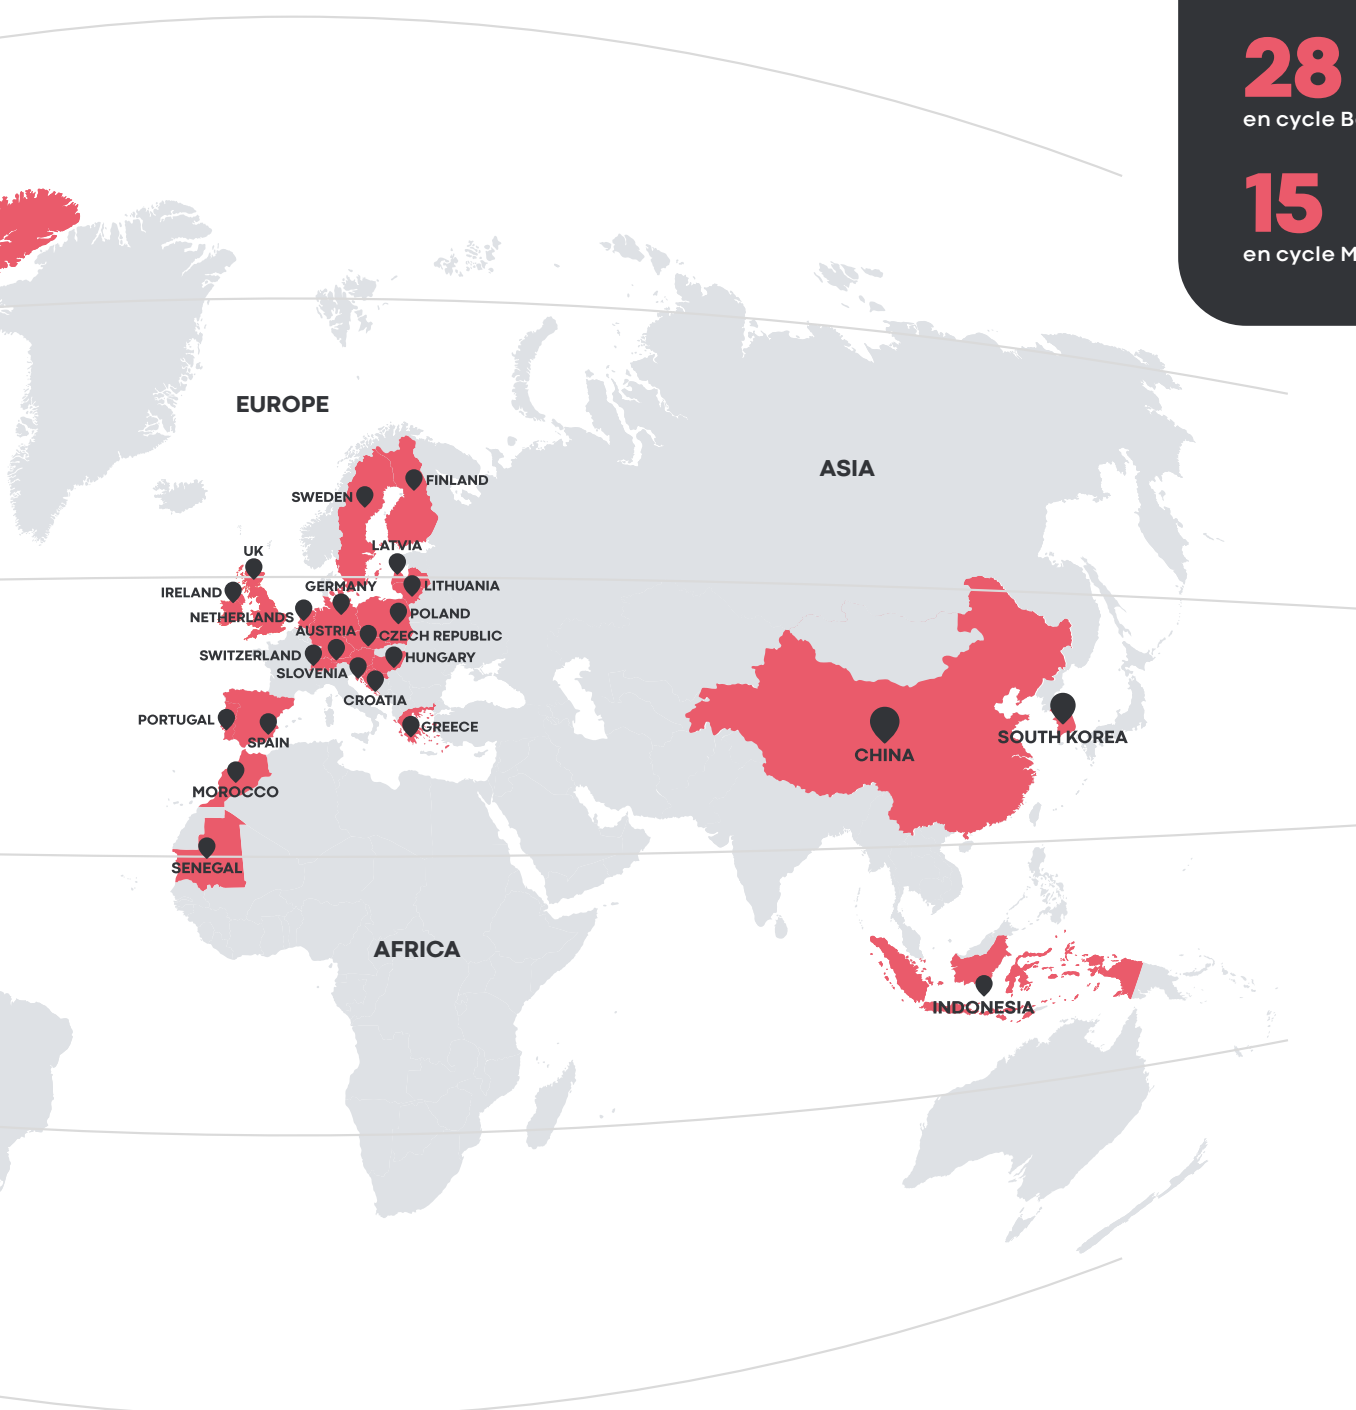 28
en cycle B
15
en cycle M
EUROPE
ASIA
FINLAND
SWEDEN
LATVIA
UK
GERMANY
LITHUANIA
IRELAND
NETHERLANDS
POLAND
AUSTRIA
CZECH REPUBLIC
SWITZERLAND
HUNGARY
SLOVENIA
CROATIA
PORTUGAL
GREECE
SPAIN
SOUTH KOREA
CHINA
MOROCCO
SENEGAL
AFRICA
INDONESIA